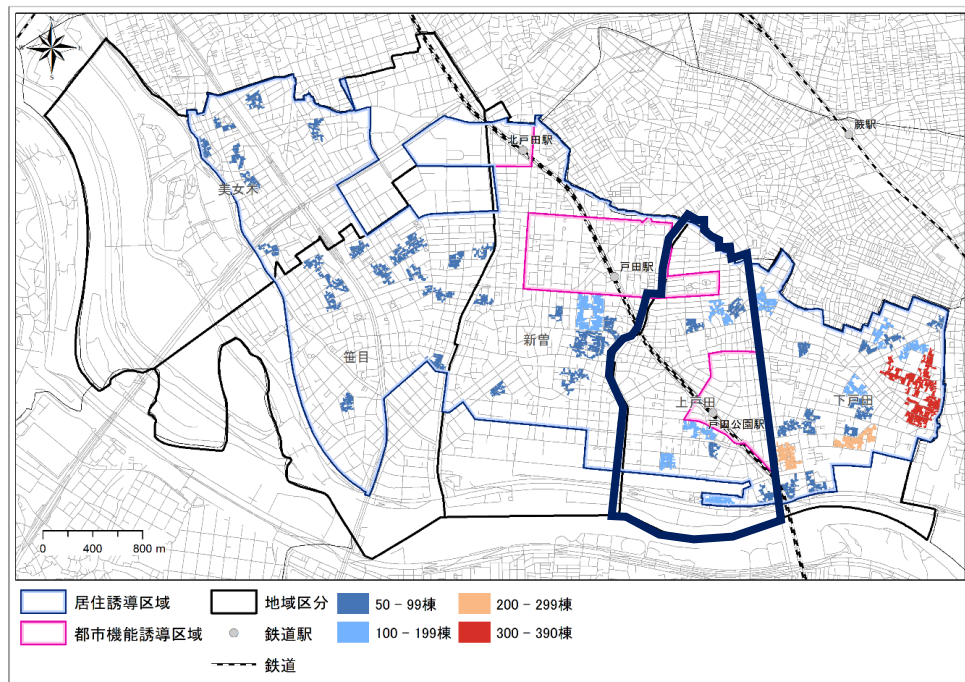 N
W
E
S
蕨駅
北戸田駅
美女木
戸田駅
新曽
笹目
上戸田
下戸田
戸田公園駅
0 400 800 m
居住誘導区域
地域区分
50 - 99棟
200 - 299棟
都市機能誘導区域
鉄道駅
100 - 199棟
300 - 390棟
鉄道